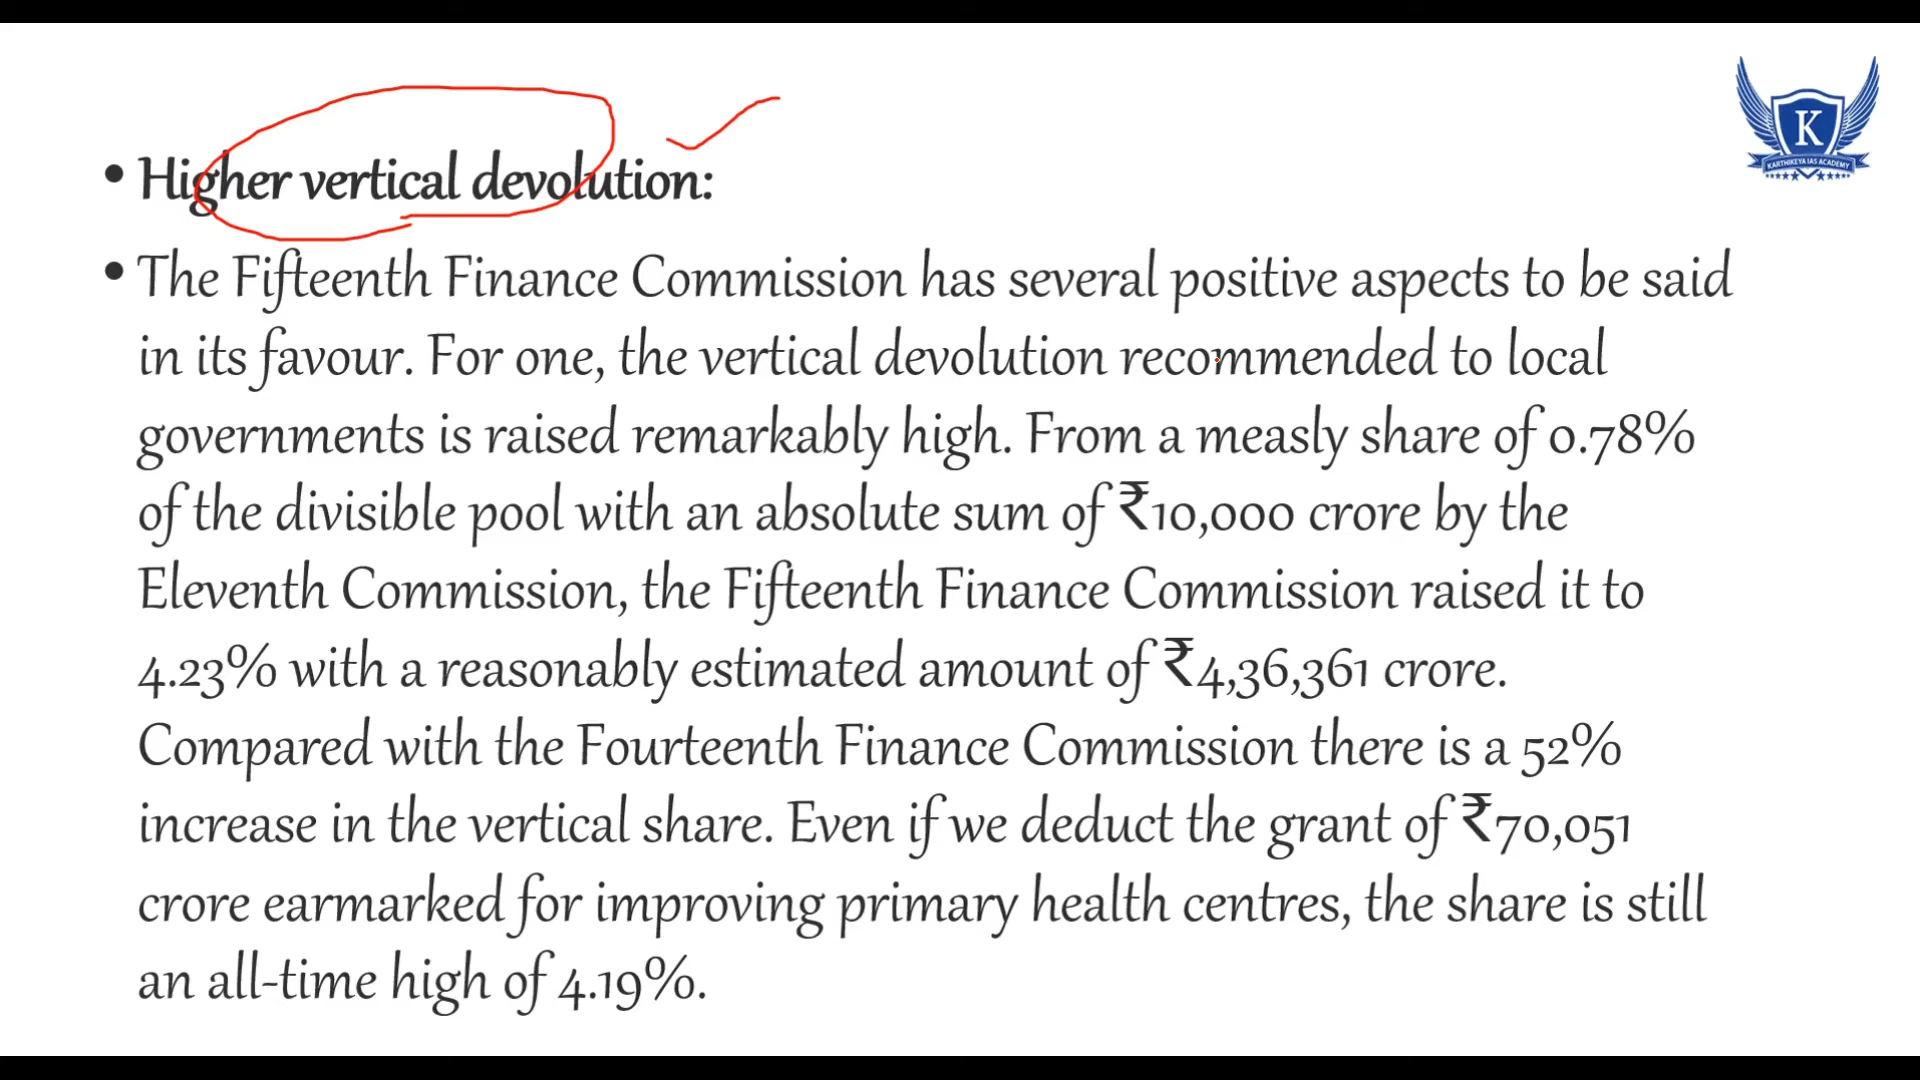 • Higher vertical devolution:
K
KARTHIKEYA IAS ACADEMY
• The Fifteenth Finance Commission has several positive aspects to be said
in its favour. For one, the vertical devolution recommended to local
governments is raised remarkably high. From a measly share of 0.78%
of the divisible pool with an absolute sum of ₹10,000 crore by the
Eleventh Commission, the Fifteenth Finance Commission raised it to
4.23% with a reasonably estimated amount of ₹4,36,361 crore.
Compared with the Fourteenth Finance Commission there is a 52%
increase in the vertical share. Even if we deduct the grant of ₹70,051
crore earmarked for improving primary health centres, the share is still
an all-time high of 4.19%.